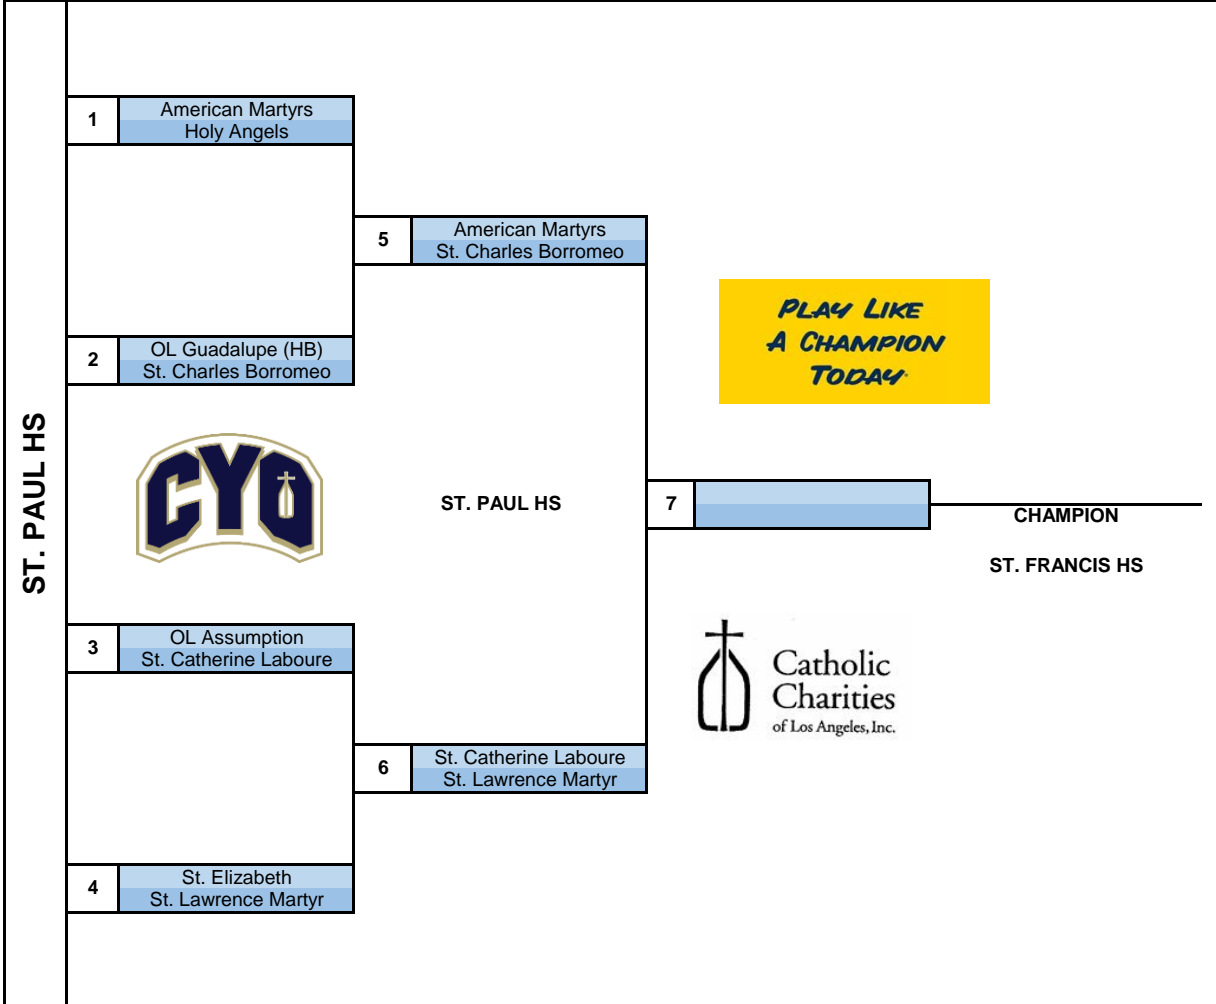 ST. PAUL HS
1
American Martyrs
Holy Angels
5
American Martyrs
St. Charles Borromeo
PLAY LIKE
A CHAMPION
TODAY
2
OL Guadalupe (HB)
St. Charles Borromeo
CYO
ST. PAUL HS
7
CHAMPION
ST. FRANCIS HS
3
OL Assumption
St. Catherine Laboure
Catholic
Charities
of Los Angeles, Inc.
6
St. Catherine Laboure
St. Lawrence Martyr
4
St. Elizabeth
St. Lawrence Martyr